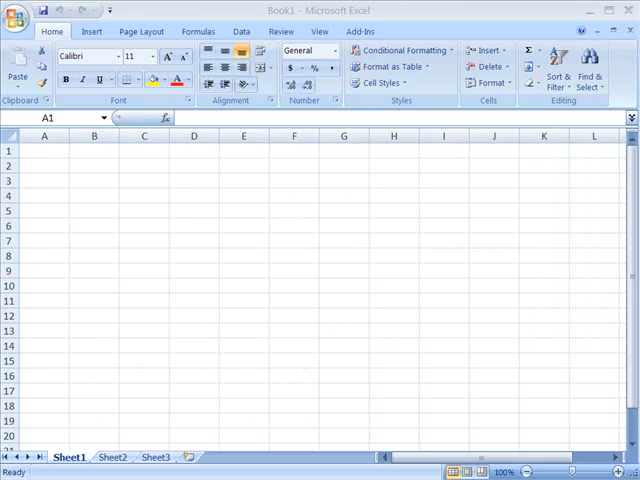 Book1 - Microsoft Excel
Home Insert Page Layout Formulas Data Review View Add-Ins
Paste
Calibri 11
B I U
General
$ % ,
Conditional Formatting
Format as Table
Cell Styles
Insert
Delete
Format
Σ
Sort & Filter
Find & Select
Clipboard Font Alignment Number Styles Cells Editing
A1 fx
A B C D E F G H I J K L
1
2
3
4
5
6
7
8
9
10
11
12
13
14
15
16
17
18
19
20
Sheet1 Sheet2 Sheet3
Ready 100%